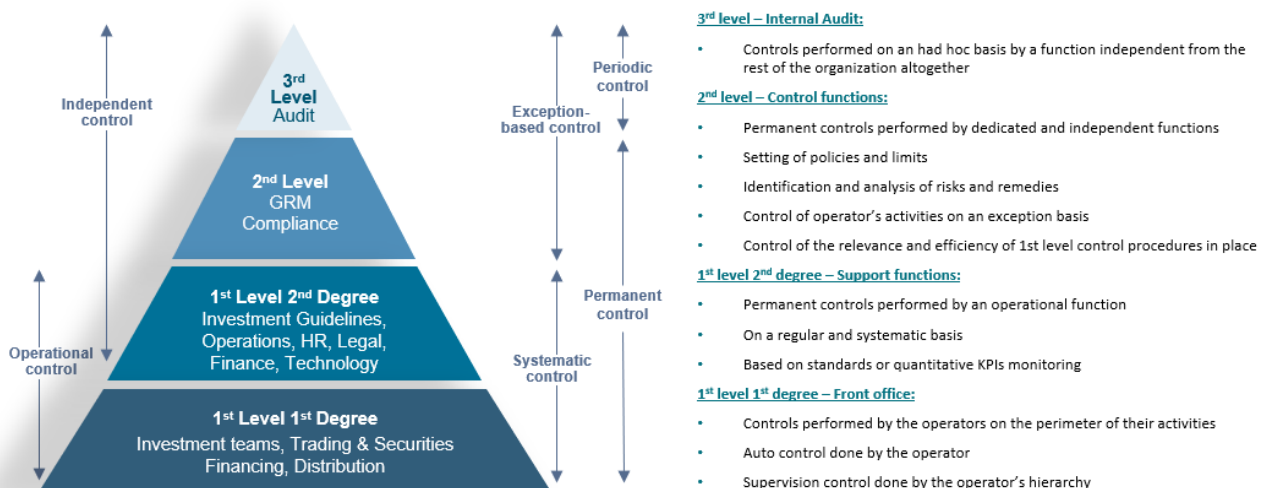 3rd
Level
Audit
2nd Level
GRM
Compliance
1st Level 2nd Degree
Investment Guidelines,
Operations, HR, Legal,
Finance, Technology
1st Level 1st Degree
Investment teams, Trading & Securities
Financing, Distribution
Independent
control
Operational
control
Exception-
based control
Systematic
control
Periodic
control
Permanent
control
3rd level – Internal Audit:
• Controls performed on an had hoc basis by a function independent from the
rest of the organization altogether
2nd level – Control functions:
• Permanent controls performed by dedicated and independent functions
• Setting of policies and limits
• Identification and analysis of risks and remedies
• Control of operator's activities on an exception basis
• Control of the relevance and efficiency of 1st level control procedures in place
1st level 2nd degree – Support functions:
• Permanent controls performed by an operational function
• On a regular and systematic basis
• Based on standards or quantitative KPIs monitoring
1st level 1st degree – Front office:
• Controls performed by the operators on the perimeter of their activities
• Auto control done by the operator
• Supervision control done by the operator's hierarchy